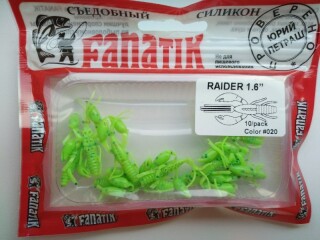 СЪЕДОБНЫЙ СИЛИКОН
FANATIK
ПРОВЕРЕНО
ЮРИЙ
ПЕТРАШ
RAIDER 1.6"
10/pack
Color #020
FANATIK
FANATIK